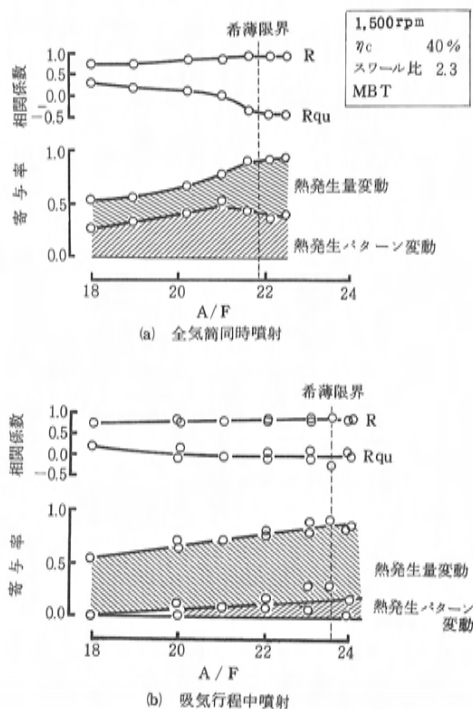 希薄限界
1,500rpm
ηc 40%
スワール比 2.3
MBT
相関係数
1.0
0.5
0.0
-0.5
R
Rqu
寄与率
1.0
0.5
0.0
熱発生量変動
熱発生パターン変動
18 20 22 24
A/F
(a) 全気筒同時噴射
希薄限界
相関係数
1.0
0.5
0.0
-0.5
R
Rqu
寄与率
1.0
0.5
0.0
熱発生量変動
熱発生パターン
変動
18 20 22 24
A/F
(b) 吸気行程中噴射